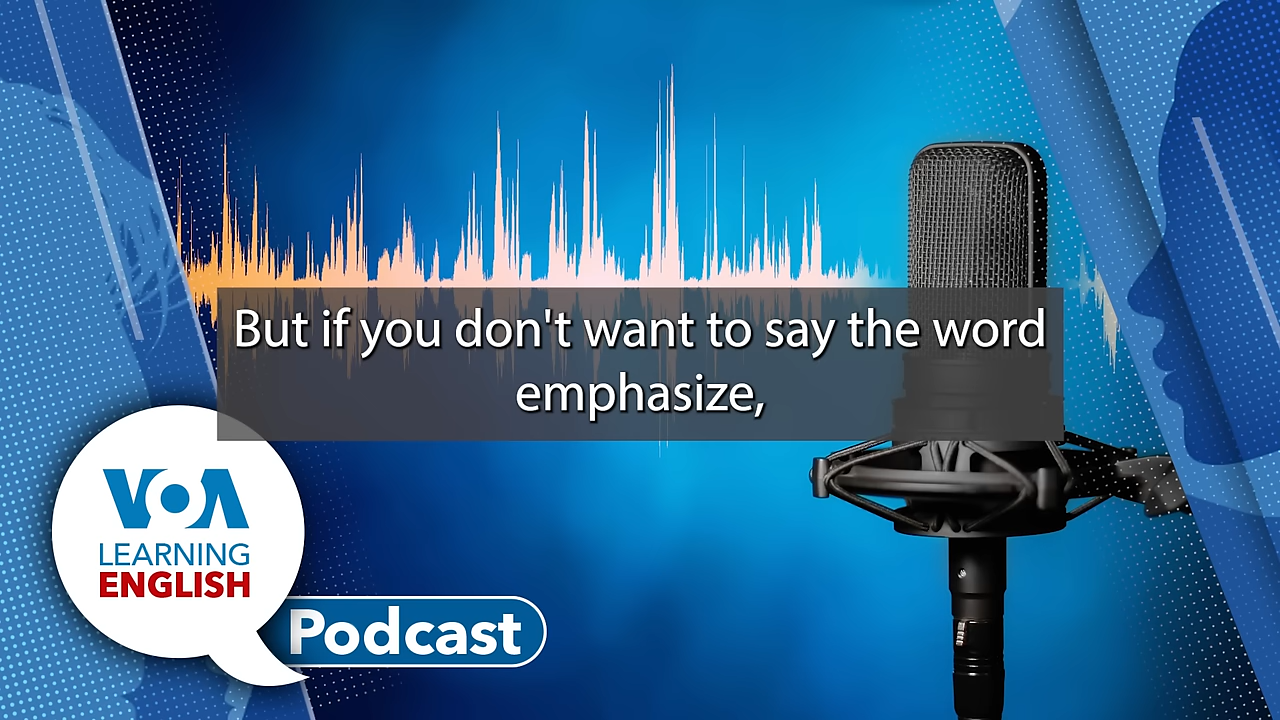 But if you don't want to say the word
emphasize,
VOA
LEARNING
ENGLISH
Podcast